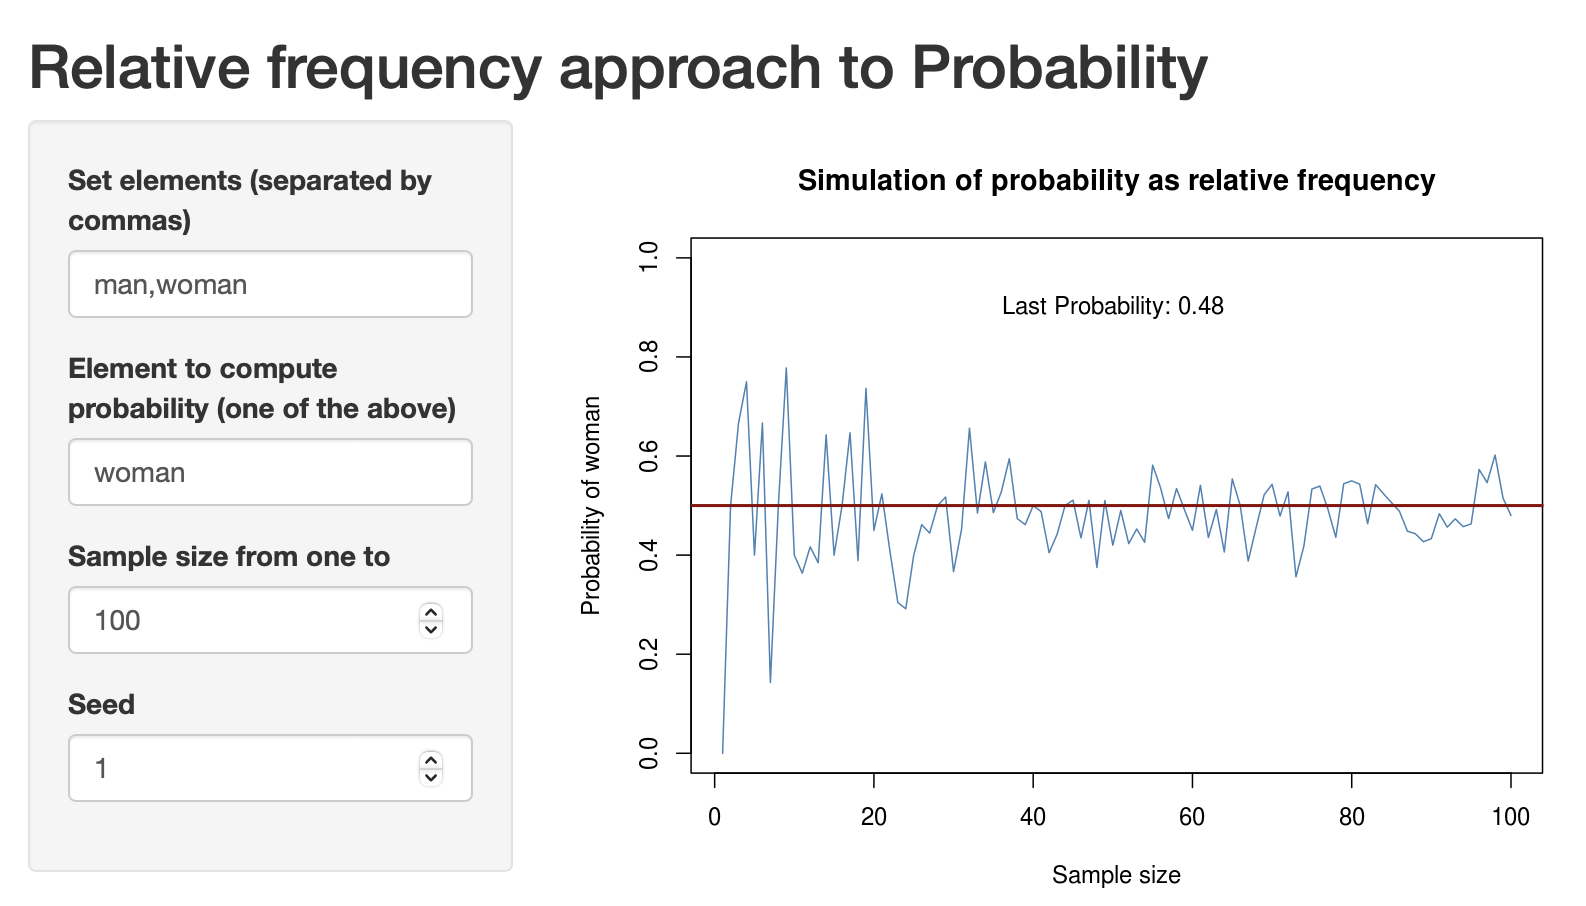 Relative frequency approach to Probability
Set elements (separated by
commas)
man,woman
Element to compute
probability (one of the above)
woman
Sample size from one to
100
Seed
1
Simulation of probability as relative frequency
Last Probability: 0.48
Probability of woman
1.0
0.8
0.6
0.4
0.2
0.0
0 20 40 60 80 100
Sample size